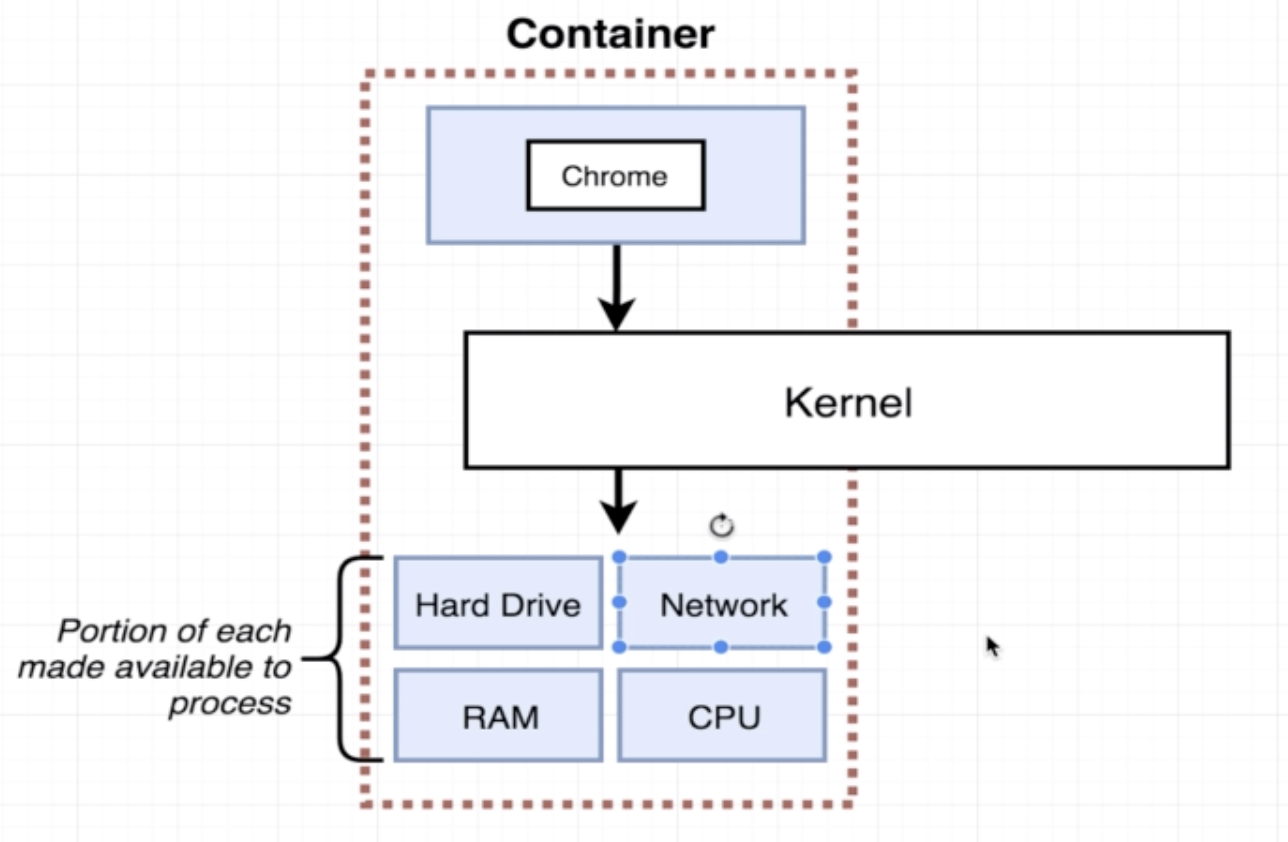 Container
Chrome
Kernel
Hard Drive
Network
Portion of each
made available to
process
RAM
CPU